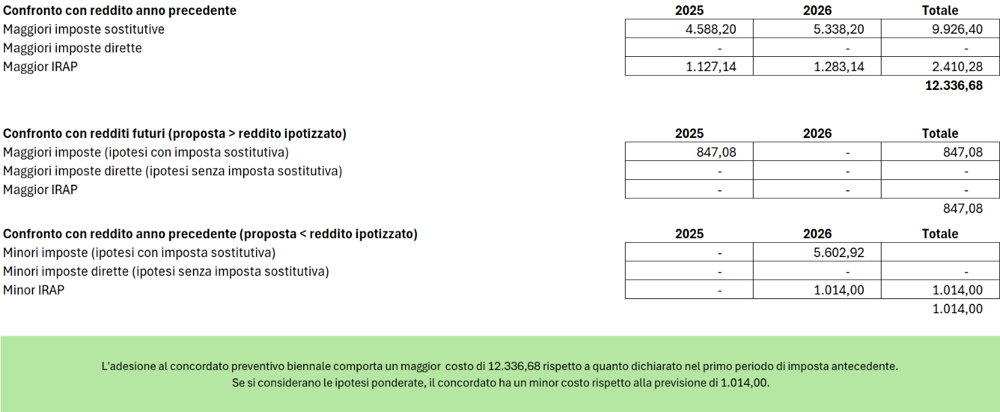 Confronto con reddito anno precedente 2025 2026 Totale
Maggiori imposte sostitutive 4.588,20 5.338,20 9.926,40
Maggiori imposte dirette - - -
Maggior IRAP 1.127,14 1.283,14 2.410,28
12.336,68
Confronto con redditi futuri (proposta > reddito ipotizzato) 2025 2026 Totale
Maggiori imposte (ipotesi con imposta sostitutiva) 847,08 - 847,08
Maggiori imposte dirette (ipotesi senza imposta sostitutiva) - - -
Maggior IRAP - - -
847,08
Confronto con reddito anno precedente (proposta < reddito ipotizzato) 2025 2026 Totale
Minori imposte (ipotesi con imposta sostitutiva) - 5.602,92
Minori imposte dirette (ipotesi senza imposta sostitutiva) - - -
Minor IRAP - 1.014,00 1.014,00
1.014,00
L'adesione al concordato preventivo biennale comporta un maggior costo di 12.336,68 rispetto a quanto dichiarato nel primo periodo di imposta antecedente.
Se si considerano le ipotesi ponderate, il concordato ha un minor costo rispetto alla previsione di 1.014,00.